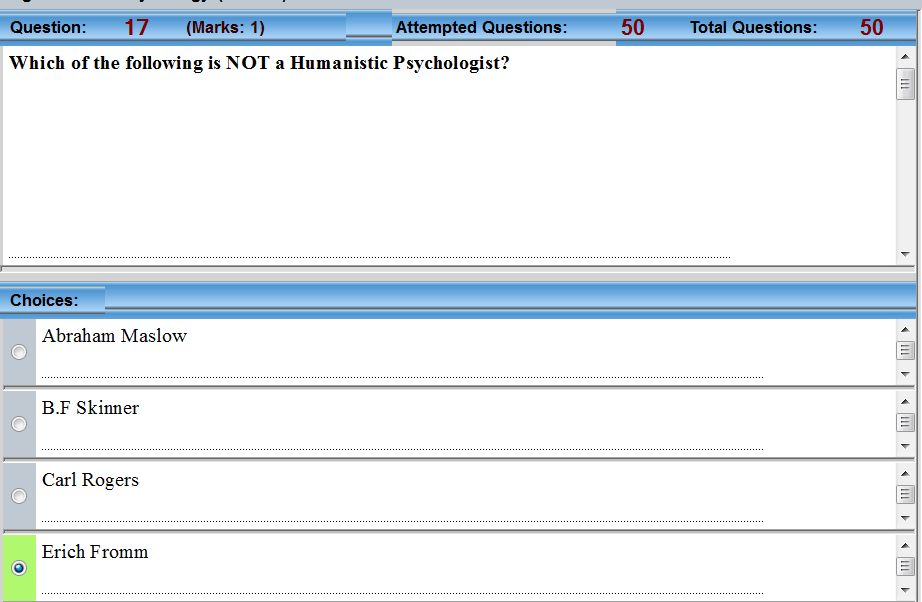 Question: 17 (Marks: 1) Attempted Questions: 50 Total Questions: 50
Which of the following is NOT a Humanistic Psychologist?
Choices:
Abraham Maslow
B.F Skinner
Carl Rogers
Erich Fromm